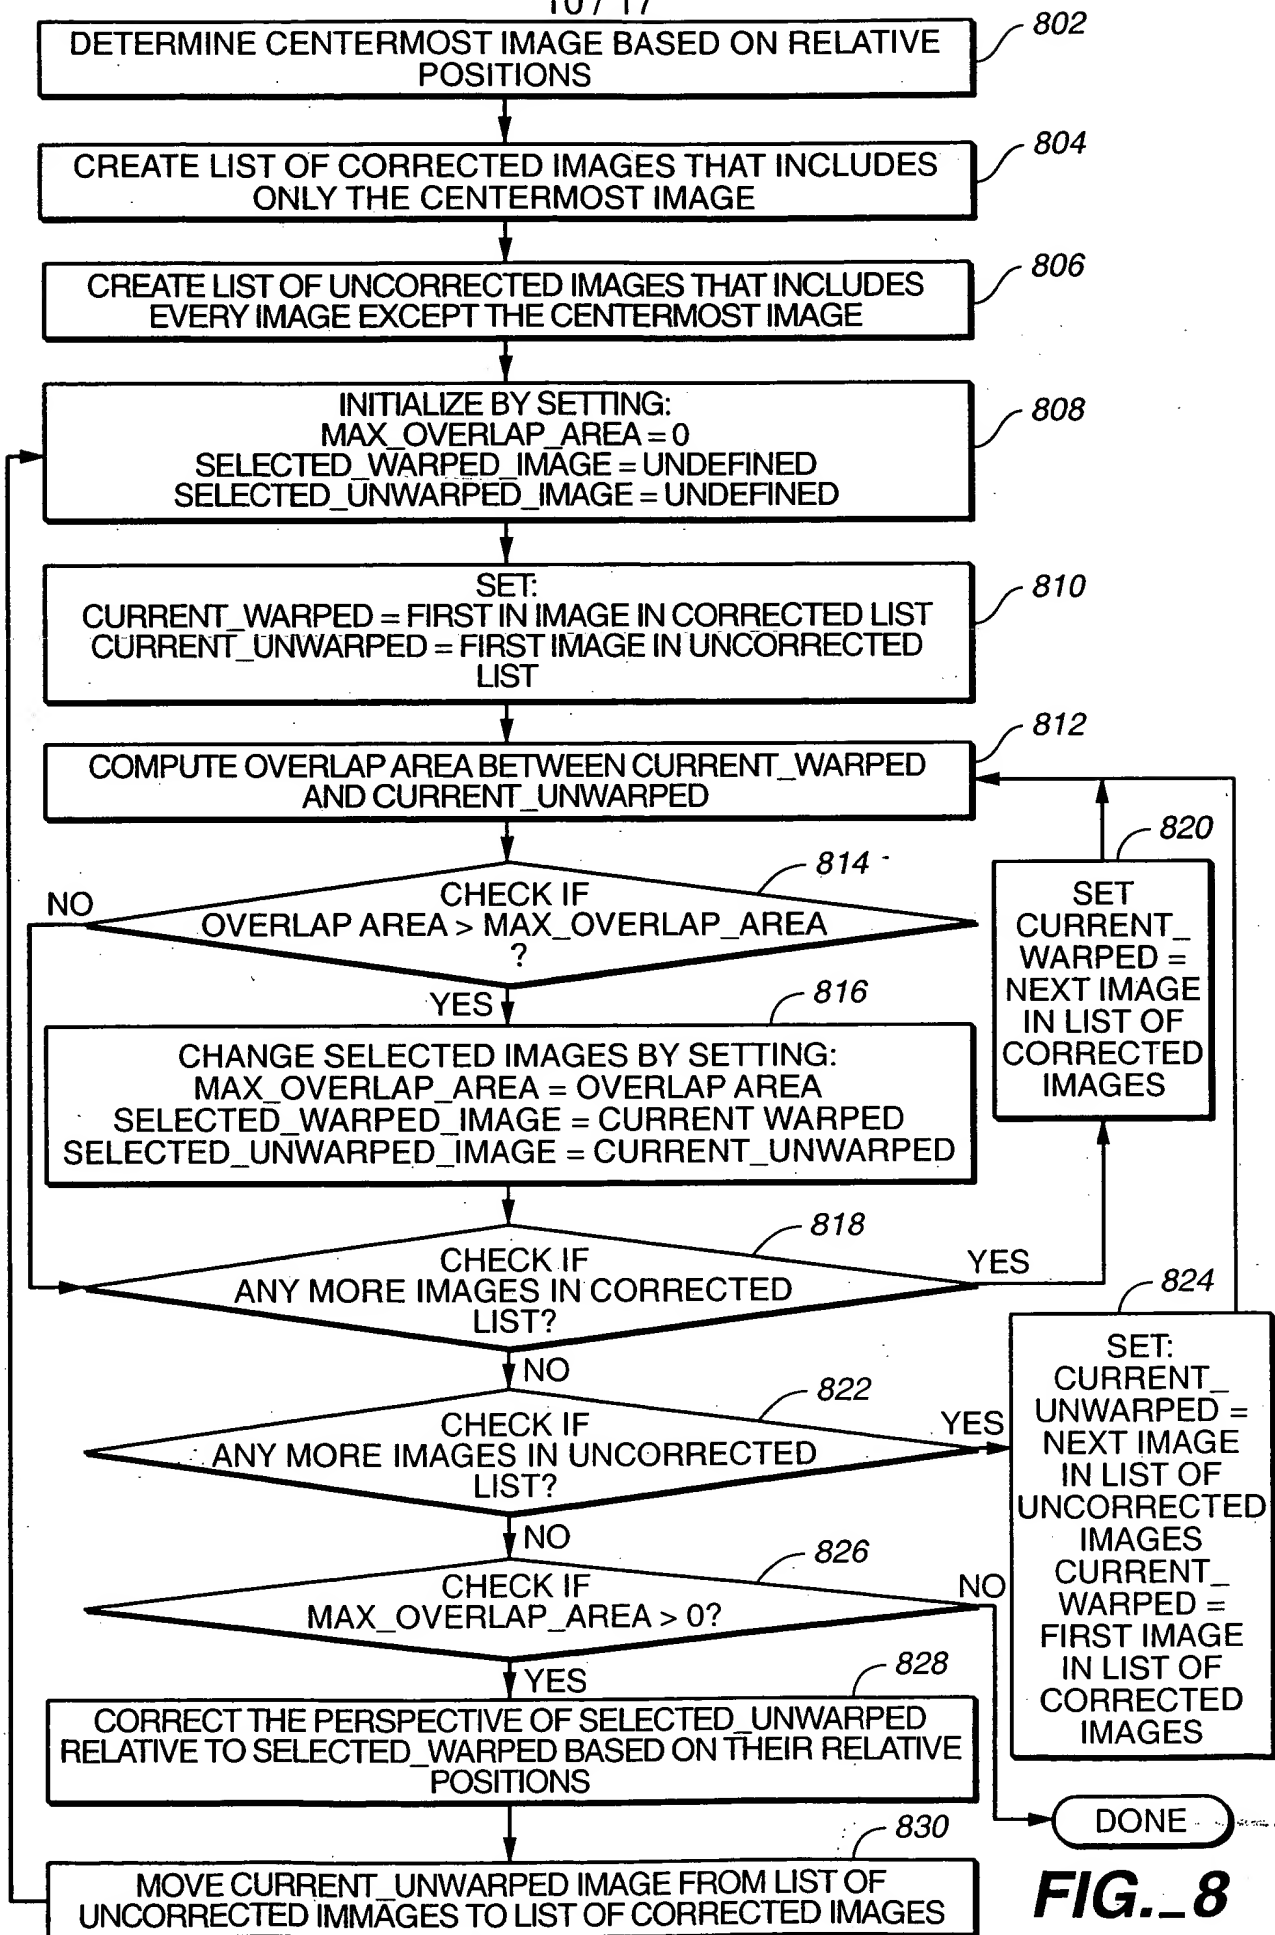 10 / 17
DETERMINE CENTERMOST IMAGE BASED ON RELATIVE
POSITIONS
802
CREATE LIST OF CORRECTED IMAGES THAT INCLUDES
ONLY THE CENTERMOST IMAGE
804
CREATE LIST OF UNCORRECTED IMAGES THAT INCLUDES
EVERY IMAGE EXCEPT THE CENTERMOST IMAGE
806
INITIALIZE BY SETTING:
MAX_OVERLAP_AREA = 0
SELECTED_WARPED_IMAGE = UNDEFINED
SELECTED_UNWARPED_IMAGE = UNDEFINED
808
SET:
CURRENT_WARPED = FIRST IN IMAGE IN CORRECTED LIST
CURRENT_UNWARPED = FIRST IMAGE IN UNCORRECTED
LIST
810
COMPUTE OVERLAP AREA BETWEEN CURRENT_WARPED
AND CURRENT_UNWARPED
812
CHECK IF
OVERLAP AREA > MAX_OVERLAP_AREA
?
814
NO
YES
CHANGE SELECTED IMAGES BY SETTING:
MAX_OVERLAP_AREA = OVERLAP AREA
SELECTED_WARPED_IMAGE = CURRENT WARPED
SELECTED_UNWARPED_IMAGE = CURRENT_UNWARPED
816
CHECK IF
ANY MORE IMAGES IN CORRECTED
LIST?
818
YES
NO
SET
CURRENT_
WARPED =
NEXT IMAGE
IN LIST OF
CORRECTED
IMAGES
820
CHECK IF
ANY MORE IMAGES IN UNCORRECTED
LIST?
822
YES
NO
SET:
CURRENT_
UNWARPED =
NEXT IMAGE
IN LIST OF
UNCORRECTED
IMAGES
CURRENT_
WARPED =
FIRST IMAGE
IN LIST OF
CORRECTED
IMAGES
824
CHECK IF
MAX_OVERLAP_AREA > 0?
826
NO
YES
CORRECT THE PERSPECTIVE OF SELECTED_UNWARPED
RELATIVE TO SELECTED_WARPED BASED ON THEIR RELATIVE
POSITIONS
828
DONE
MOVE CURRENT_UNWARPED IMAGE FROM LIST OF
UNCORRECTED IMMAGES TO LIST OF CORRECTED IMAGES
830
FIG._8